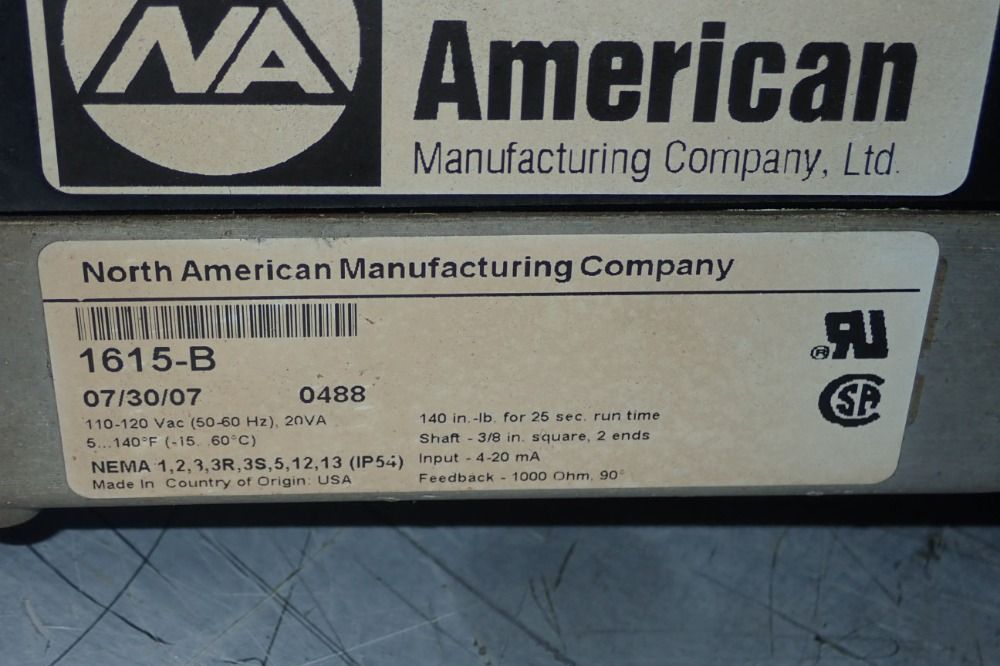 NA
American
Manufacturing Company, Ltd.
North American Manufacturing Company
1615-B
07/30/07 0488
110-120 Vac (50-60 Hz), 20VA
5...140°F (-15..60°C)
NEMA 1,2,3,3R,3S,5,12,13 (IP54)
Made In Country of Origin: USA
140 in.-lb. for 25 sec. run time
Shaft - 3/8 in. square, 2 ends
Input - 4-20 mA
Feedback - 1000 Ohm, 90°
® RU
CSA